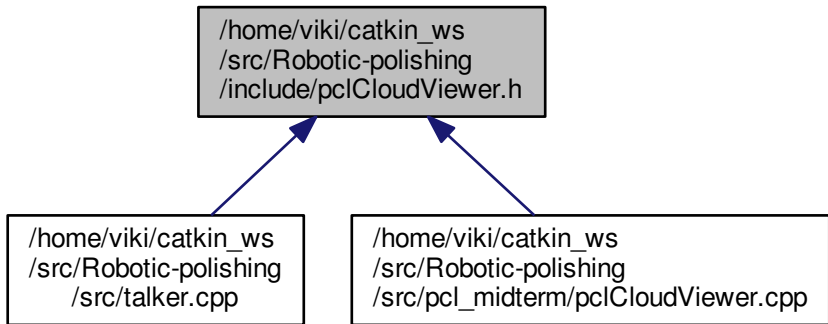 /home/viki/catkin_ws
/src/Robotic-polishing
/include/pclCloudViewer.h
/home/viki/catkin_ws
/src/Robotic-polishing
/src/talker.cpp
/home/viki/catkin_ws
/src/Robotic-polishing
/src/pcl_midterm/pclCloudViewer.cpp